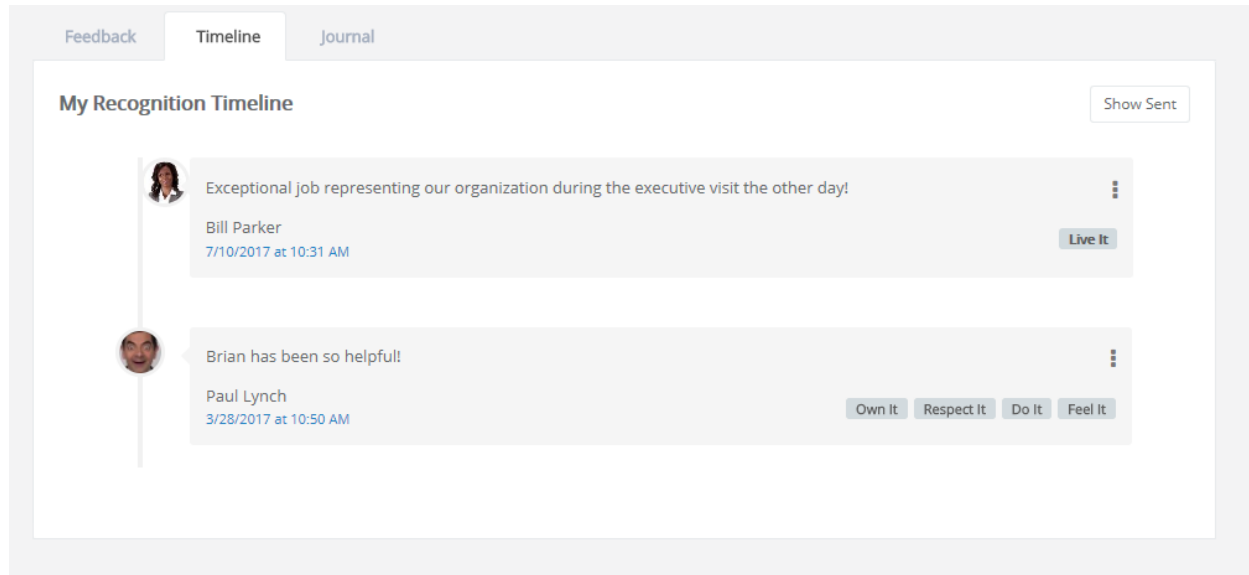 Feedback Timeline Journal
My Recognition Timeline Show Sent
Exceptional job representing our organization during the executive visit the other day!
Bill Parker
7/10/2017 at 10:31 AM
Live It
Brian has been so helpful!
Paul Lynch
3/28/2017 at 10:50 AM
Own It Respect It Do It Feel It